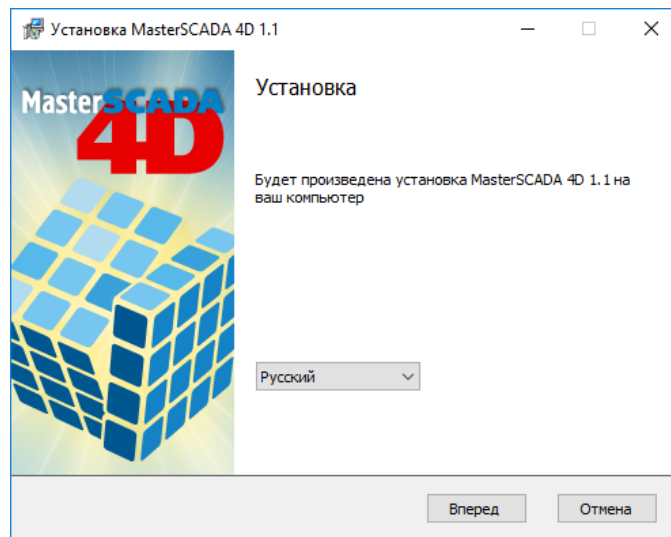 Установка MasterSCADA 4D 1.1
MasterSCADA
4D
Установка
Будет произведена установка MasterSCADA 4D 1.1 на
ваш компьютер
Русский
Вперед
Отмена